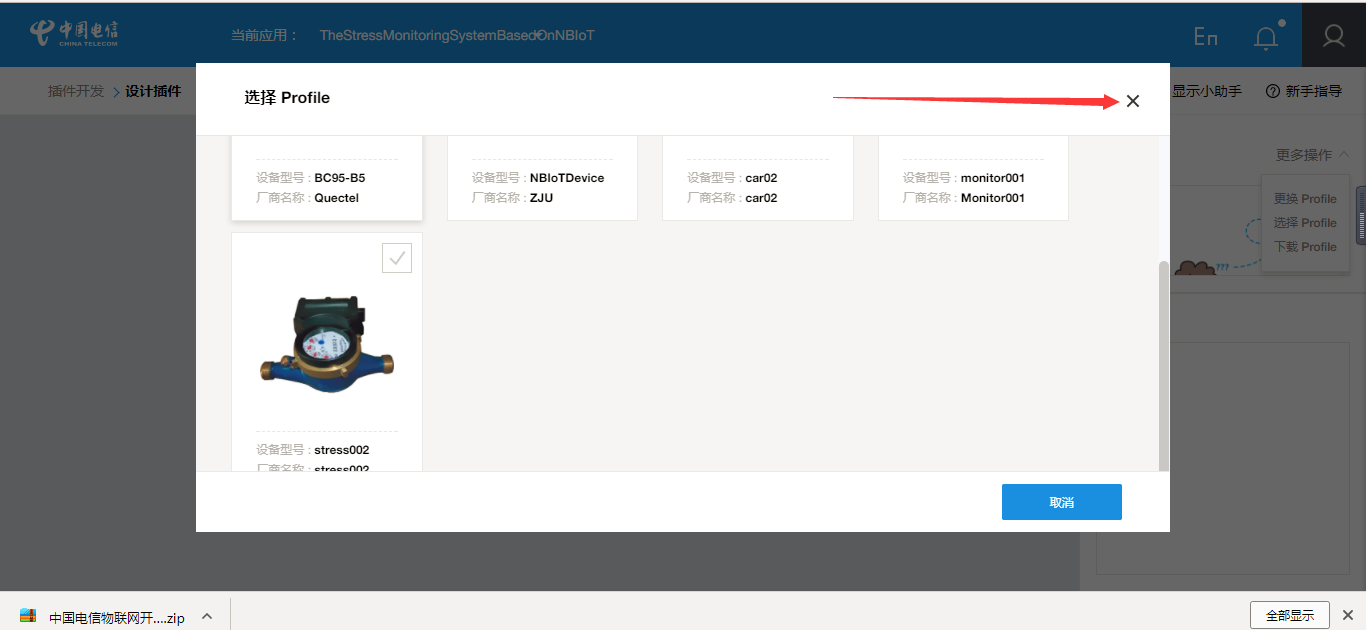 中国电信
CHINA TELECOM
当前应用： TheStressMonitoringSystemBasedOnNBIoT
En
插件开发 设计插件
显示小助手
新手指导
选择 Profile
设备型号 : BC95-B5
厂商名称 : Quectel
设备型号 : NBIoTDevice
厂商名称 : ZJU
设备型号 : car02
厂商名称 : car02
设备型号 : monitor001
厂商名称 : Monitor001
更多操作
更换 Profile
选择 Profile
下载 Profile
设备型号 : stress002
厂商名称 : stress002
取消
中国电信物联网开....zip
全部显示